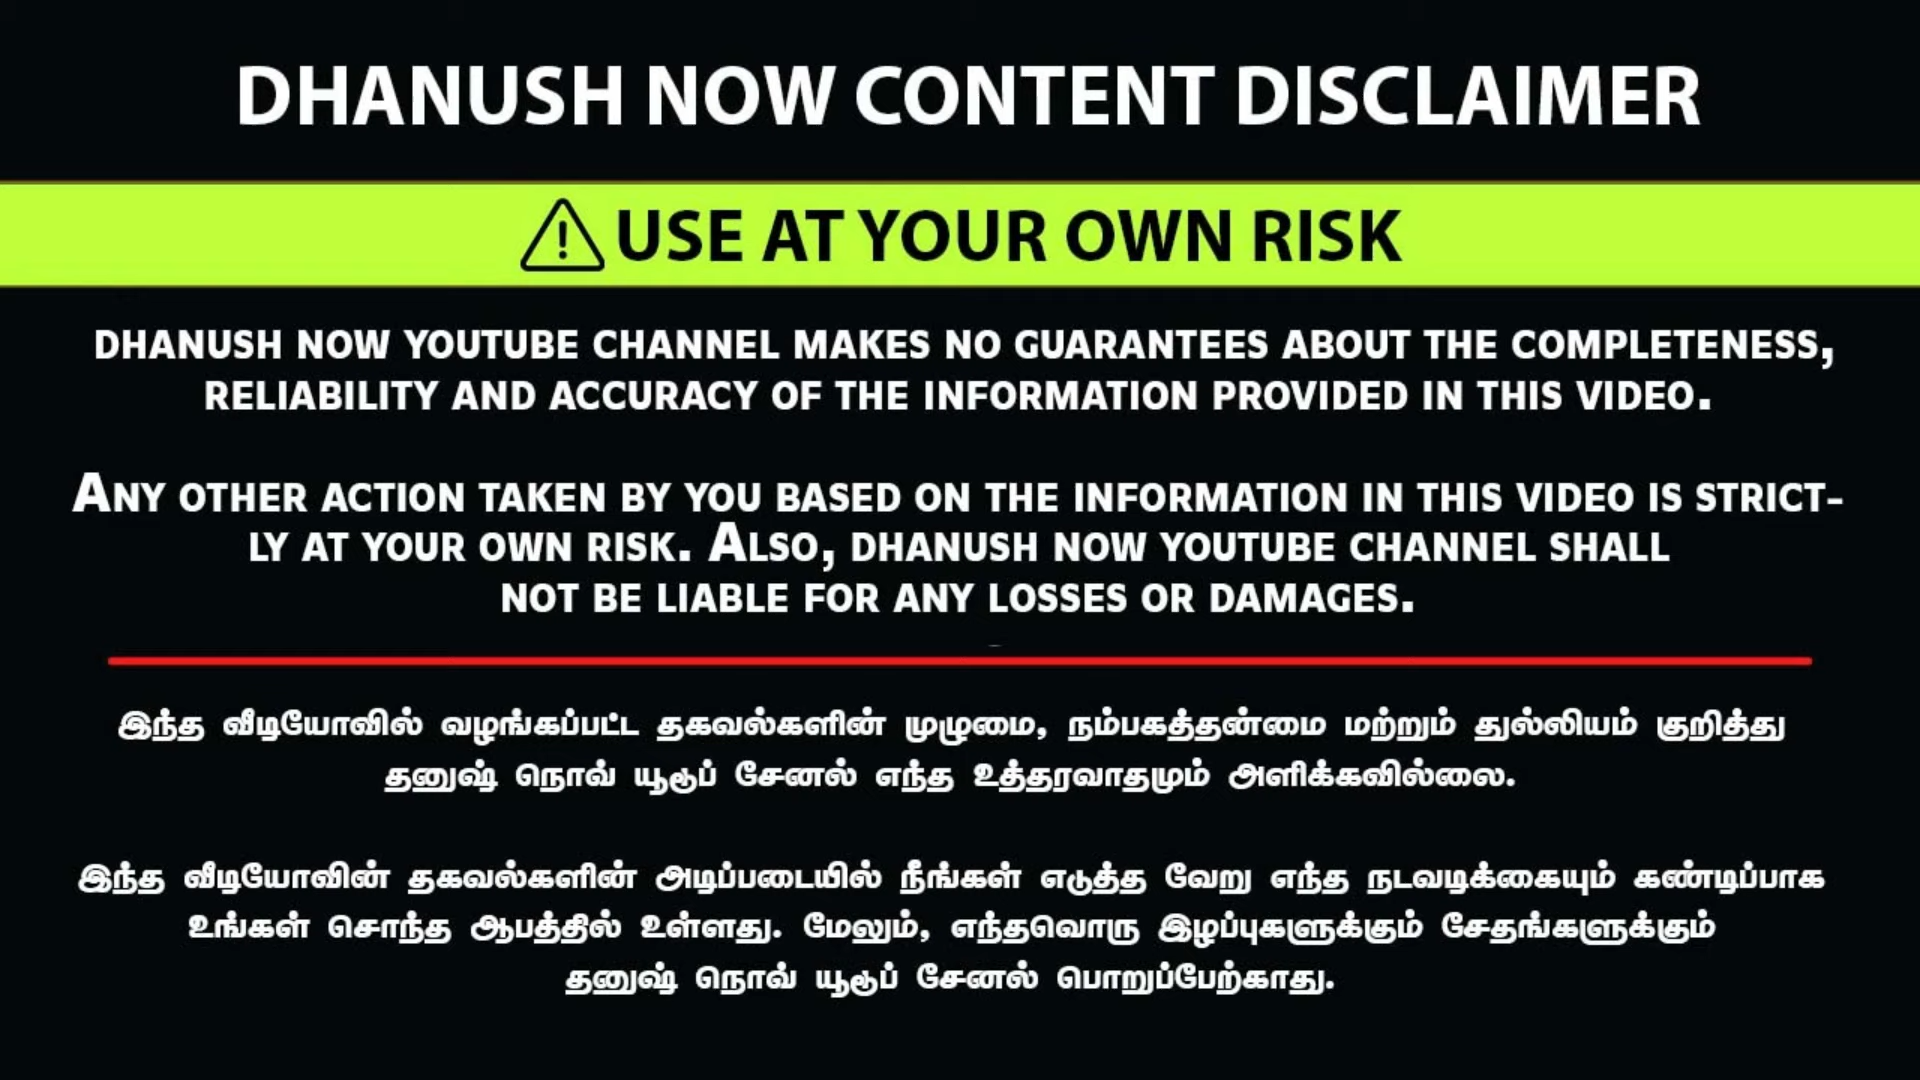 DHANUSH NOW CONTENT DISCLAIMER
USE AT YOUR OWN RISK
DHANUSH NOW YOUTUBE CHANNEL MAKES NO GUARANTEES ABOUT THE COMPLETENESS,
RELIABILITY AND ACCURACY OF THE INFORMATION PROVIDED IN THIS VIDEO.
ANY OTHER ACTION TAKEN BY YOU BASED ON THE INFORMATION IN THIS VIDEO IS STRICT-
LY AT YOUR OWN RISK. ALSO, DHANUSH NOW YOUTUBE CHANNEL SHALL
NOT BE LIABLE FOR ANY LOSSES OR DAMAGES.
இந்த வீடியோவில் வழங்கப்பட்ட தகவல்களின் முழுமை, நம்பகத்தன்மை மற்றும் துல்லியம் குறித்து
தனுஷ் நொவ் யூடூப் சேனல் எந்த உத்தரவாதமும் அளிக்கவில்லை.
இந்த வீடியோவின் தகவல்களின் அடிப்படையில் நீங்கள் எடுத்த வேறு எந்த நடவடிக்கையும் கண்டிப்பாக
உங்கள் சொந்த ஆபத்தில் உள்ளது. மேலும், எந்தவொரு இழப்புகளுக்கும் சேதங்களுக்கும்
தனுஷ் நொவ் யூடூப் சேனல் பொறுப்பேற்காது.